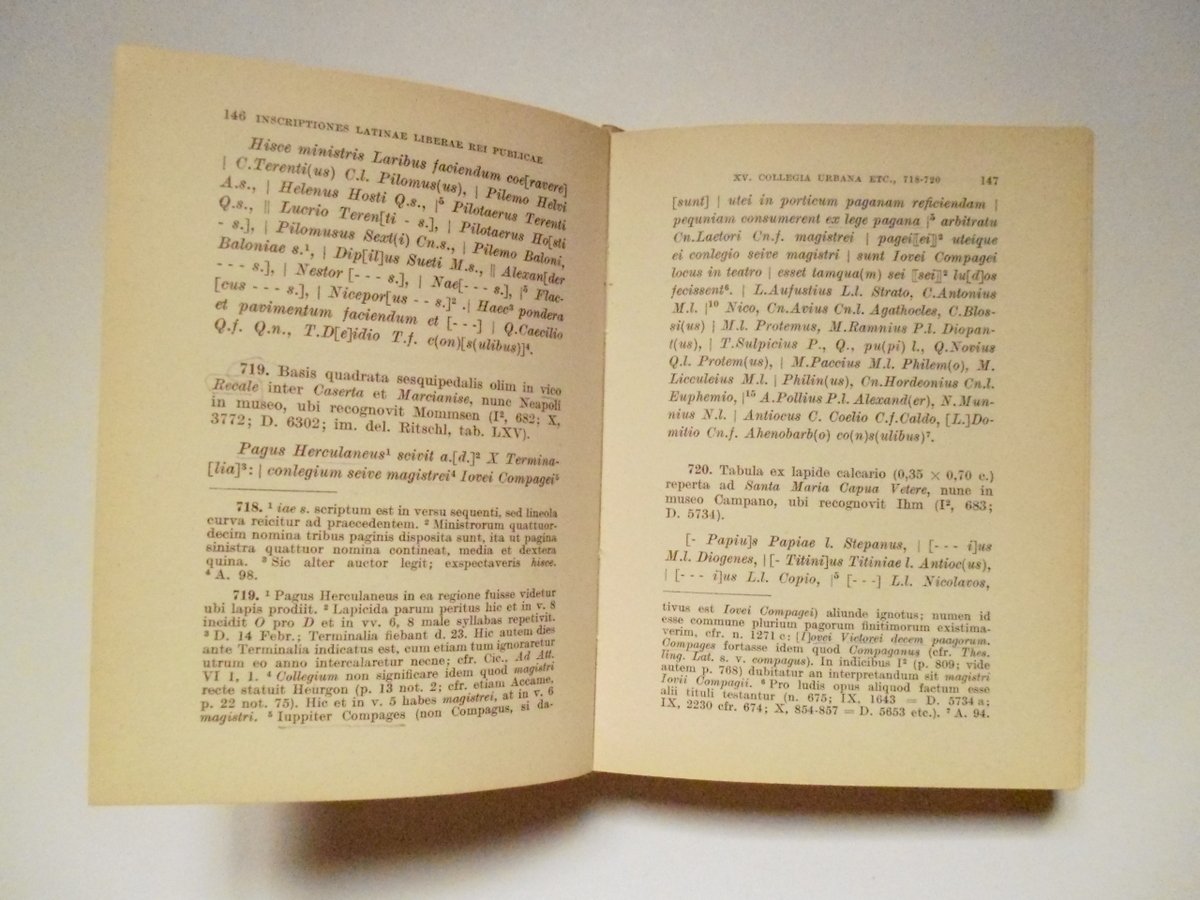 146 INSCRIPTIONES LATINAE LIBERAE REI PUBLICAE
Hisce ministris Laribus faciendum coe[ravere]
| C.Terenti(us) C.l. Pilomus(us), | Pilemo Helvi
A.s., | Helenus Hosti Q.s., |⁵ Pilotaerus Terenti
Q.s., || Lucrio Teren[ti - s.], | Pilotaerus Ho[sti
- s.], | Pilomusus Sext(i) Cn.s., | Pilemo Baloni,
Baloniae s.¹, | Dip[il]us Sueti M.s., || Alexan[der
- - - s.], | Nestor [- - - s.], | Nae[- - - s.], |⁵ Flac-
[cus - - - s.], | Nicepor[us - - s.]². | Haec³ pondera
et pavimentum faciendum et [- - -] | Q.Caecilio
Q.f. Q.n., T.D[e]idio T.f. c(on)[s(ulibus)]⁴.
719. Basis quadrata sesquipedalis olim in vico
Recale inter Caserta et Marcianise, nunc Neapoli
in museo, ubi recognovit Mommsen (I², 682; X,
3772; D. 6302; im. del. Ritschl, tab. LXV).
Pagus Herculaneus¹ scivit a.[d.]² X Termina-
[lia]³: | conlegium seive magistrei⁴ Iovei Compagei⁵
718. ¹ iae s. scriptum est in versu sequenti, sed lineola
curva reicitur ad praecedentem. ² Ministrorum quattuor-
decim nomina tribus paginis disposita sunt, ita ut pagina
sinistra quattuor nomina contineat, media et dextera
quina. ³ Sic alter auctor legit; exspectaveris hisce.
⁴ A. 98.
719. ¹ Pagus Herculaneus in ea regione fuisse videtur
ubi lapis prodiit. ² Lapicida parum peritus hic et in v. 8
incidit O pro D et in vv. 6, 8 male syllabas repetivit.
³ D. 14 Febr.; Terminalia fiebant d. 23. Hic autem dies
ante Terminalia indicatus est, cum etiam tum ignoraretur
utrum eo anno intercalaretur necne; cfr. Cic., Ad Att.
VI 1, 1. ⁴ Collegium non significare idem quod magistri
recte statuit Heurgon (p. 13 not. 2; cfr. etiam Accame,
p. 22 not. 75). Hic et in v. 5 habes magistrei, at in v. 6
magistri. ⁵ Iuppiter Compages (non Compagus, si da-
XV. COLLEGIA URBANA ETC., 718-720 147
[sunt] | utei in porticum paganam reficiendam |
pequniam consumerent ex lege pagana |⁵ arbitratu
Cn.Laetori Cn.f. magistrei | pagei⟦ei⟧² uteique
ei conlegio seive magistri | sunt Iovei Compagei
locus in teatro | esset tamqua(m) sei ⟦sei⟧² lu[d]os
fecissent⁶. | L.Aufustius L.l. Strato, C.Antonius
M.l. |¹⁰ Nico, Cn.Avius Cn.l. Agathocles, C.Blos-
si(us) | M.l. Protemus, M.Ramnius P.l. Diopan-
t(us), | T.Sulpicius P., Q., pu(pi) l., Q.Novius
Q.l. Protem(us), | M.Paccius M.l. Philem(o), M.
Licculeius M.l. | Philin(us), Cn.Hordeonius Cn.l.
Euphemio, |¹⁵ A.Pollius P.l. Alexand(er), N.Mun-
nius N.l. | Antiocus C. Coelio C.f.Caldo, [L.]Do-
mitio Cn.f. Ahenobarb(o) co(n)s(ulibus)⁷.
720. Tabula ex lapide calcario (0,35 × 0,70 c.)
reperta ad Santa Maria Capua Vetere, nunc in
museo Campano, ubi recognovit Ihm (I², 683;
D. 5734).
[- Papiu]s Papiae l. Stepanus, | [- - - i]us
M.l. Diogenes, | [- Titini]us Titiniae l. Antioc(us),
| [- - - i]us L.l. Copio, |⁵ [- - -] L.l. Nicolavos,
tivus est Iovei Compagei) aliunde ignotus; numen id
esse commune plurium pagorum finitimorum existima-
verim, cfr. n. 1271 c: (I)ovei Victorei decem paagorum.
Compages fortasse idem quod Compaganus (cfr. Thes.
ling. Lat. s. v. compagus). In indicibus I² (p. 809; vide
autem p. 768) dubitatur an interpretandum sit magistri
Iovii Compagii. ⁶ Pro ludis opus aliquod factum esse
alii tituli testantur (n. 675; IX, 1643 = D. 5734 a;
IX, 2230 cfr. 674; X, 854-857 = D. 5653 etc.). ⁷ A. 94.